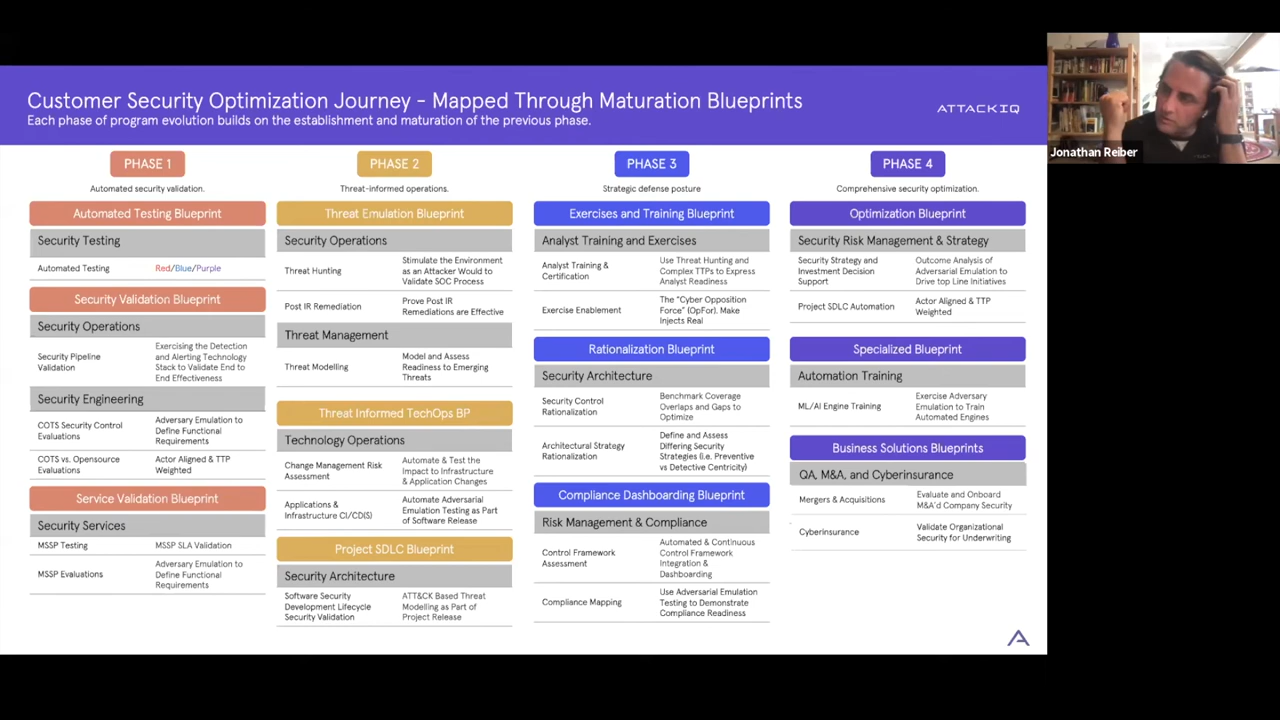 Customer Security Optimization Journey - Mapped Through Maturation Blueprints
Each phase of program evolution builds on the establishment and maturation of the previous phase.
ATTACKIQ
Jonathan Reiber
PHASE 1
Automated security validation.
Automated Testing Blueprint
Security Testing
Automated Testing
Red/Blue/Purple
Security Validation Blueprint
Security Operations
Security Pipeline
Validation
Exercising the Detection
and Alerting Technology
Stack to Validate End to
End Effectiveness
Security Engineering
COTS Security Control
Evaluations
Adversary Emulation to
Define Functional
Requirements
COTS vs. Opensource
Evaluations
Actor Aligned & TTP
Weighted
Service Validation Blueprint
Security Services
MSSP Testing
MSSP SLA Validation
MSSP Evaluations
Adversary Emulation to
Define Functional
Requirements
PHASE 2
Threat-informed operations.
Threat Emulation Blueprint
Security Operations
Threat Hunting
Stimulate the Environment
as an Attacker Would to
Validate SOC Process
Post IR Remediation
Prove Post IR
Remediations are Effective
Threat Management
Threat Modelling
Model and Assess
Readiness to Emerging
Threats
Threat Informed TechOps BP
Technology Operations
Change Management Risk
Assessment
Automate & Test the
Impact to Infrastructure
& Application Changes
Applications &
Infrastructure CI/CD(S)
Automate Adversarial
Emulation Testing as Part
of Software Release
Project SDLC Blueprint
Security Architecture
Software Security
Development Lifecycle
Security Validation
ATT&CK Based Threat
Modelling as Part of
Project Release
PHASE 3
Strategic defense posture
Exercises and Training Blueprint
Analyst Training and Exercises
Analyst Training &
Certification
Use Threat Hunting and
Complex TTPs to Express
Analyst Readiness
Exercise Enablement
The "Cyber Opposition
Force" (OpFor). Make
Injects Real
Rationalization Blueprint
Security Architecture
Security Control
Rationalization
Benchmark Coverage
Overlaps and Gaps to
Optimize
Architectural Strategy
Rationalization
Define and Assess
Differing Security
Strategies (i.e. Preventive
vs Detective Centricity)
Compliance Dashboarding Blueprint
Risk Management & Compliance
Control Framework
Assessment
Automated & Continuous
Control Framework
Integration &
Dashboarding
Compliance Mapping
Use Adversarial Emulation
Testing to Demonstrate
Compliance Readiness
PHASE 4
Comprehensive security optimization.
Optimization Blueprint
Security Risk Management & Strategy
Security Strategy and
Investment Decision
Support
Outcome Analysis of
Adversarial Emulation to
Drive top Line Initiatives
Project SDLC Automation
Actor Aligned & TTP
Weighted
Specialized Blueprint
Automation Training
ML/AI Engine Training
Exercise Adversary
Emulation to Train
Automated Engines
Business Solutions Blueprints
QA, M&A, and Cyberinsurance
Mergers & Acquisitions
Evaluate and Onboard
M&A'd Company Security
Cyberinsurance
Validate Organizational
Security for Underwriting